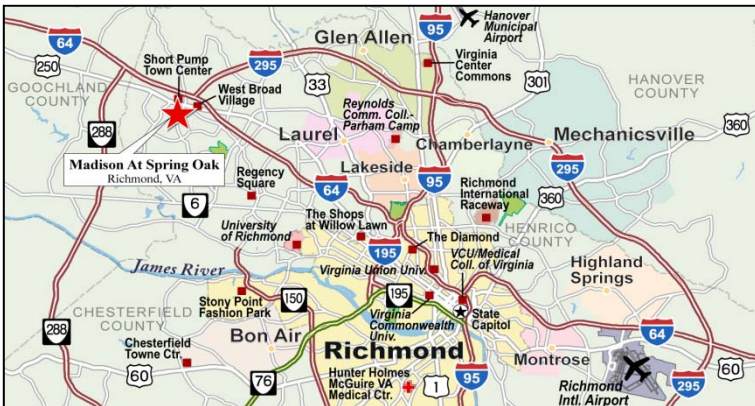 64
95
Hanover
Municipal
Airport
Glen Allen
Short Pump
Town Center
250
295
Virginia
Center
Commons
GOOCHLAND
COUNTY
West Broad
Village
33
301
HANOVER
COUNTY
Reynolds
Comm. Coll.-
Parham Camp
288
Laurel
Chamberlayne
Mechanicsville
360
Madison At Spring Oak
Richmond, VA
Lakeside
295
Regency
Square
64
95
Richmond
International
Raceway
360
6
The Shops
at Willow Lawn
HENRICO
COUNTY
University
of Richmond
195
The Diamond
VCU/Medical
Coll. of Virginia
James River
Virginia Union Univ.
Highland
Springs
Stony Point
Fashion Park
150
195
State
Capitol
CHESTERFIELD
COUNTY
Virginia
Commonwealth
Univ.
288
Bon Air
64
Chesterfield
Towne Ctr.
Richmond
Montrose
60
60
76
Hunter Holmes
McGuire VA
Medical Ctr.
1
95
Richmond
Intl. Airport
295